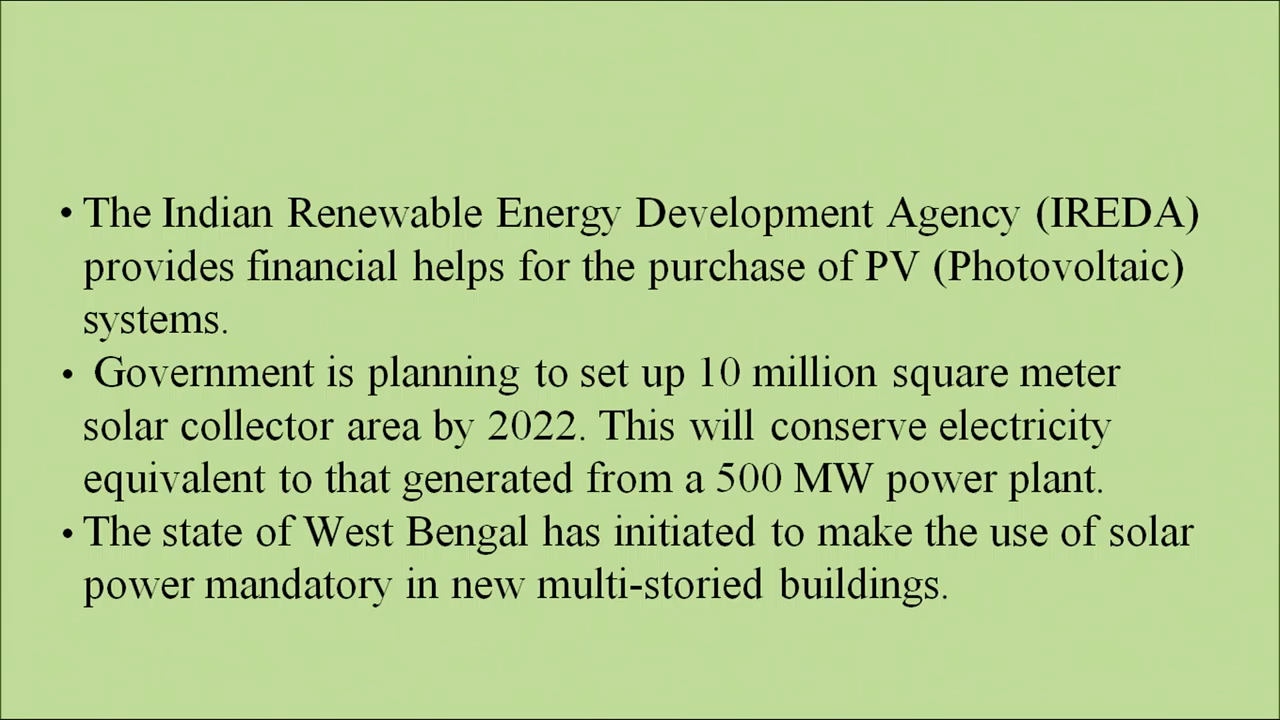 • The Indian Renewable Energy Development Agency (IREDA)
provides financial helps for the purchase of PV (Photovoltaic)
systems.
• Government is planning to set up 10 million square meter
solar collector area by 2022. This will conserve electricity
equivalent to that generated from a 500 MW power plant.
• The state of West Bengal has initiated to make the use of solar
power mandatory in new multi-storied buildings.